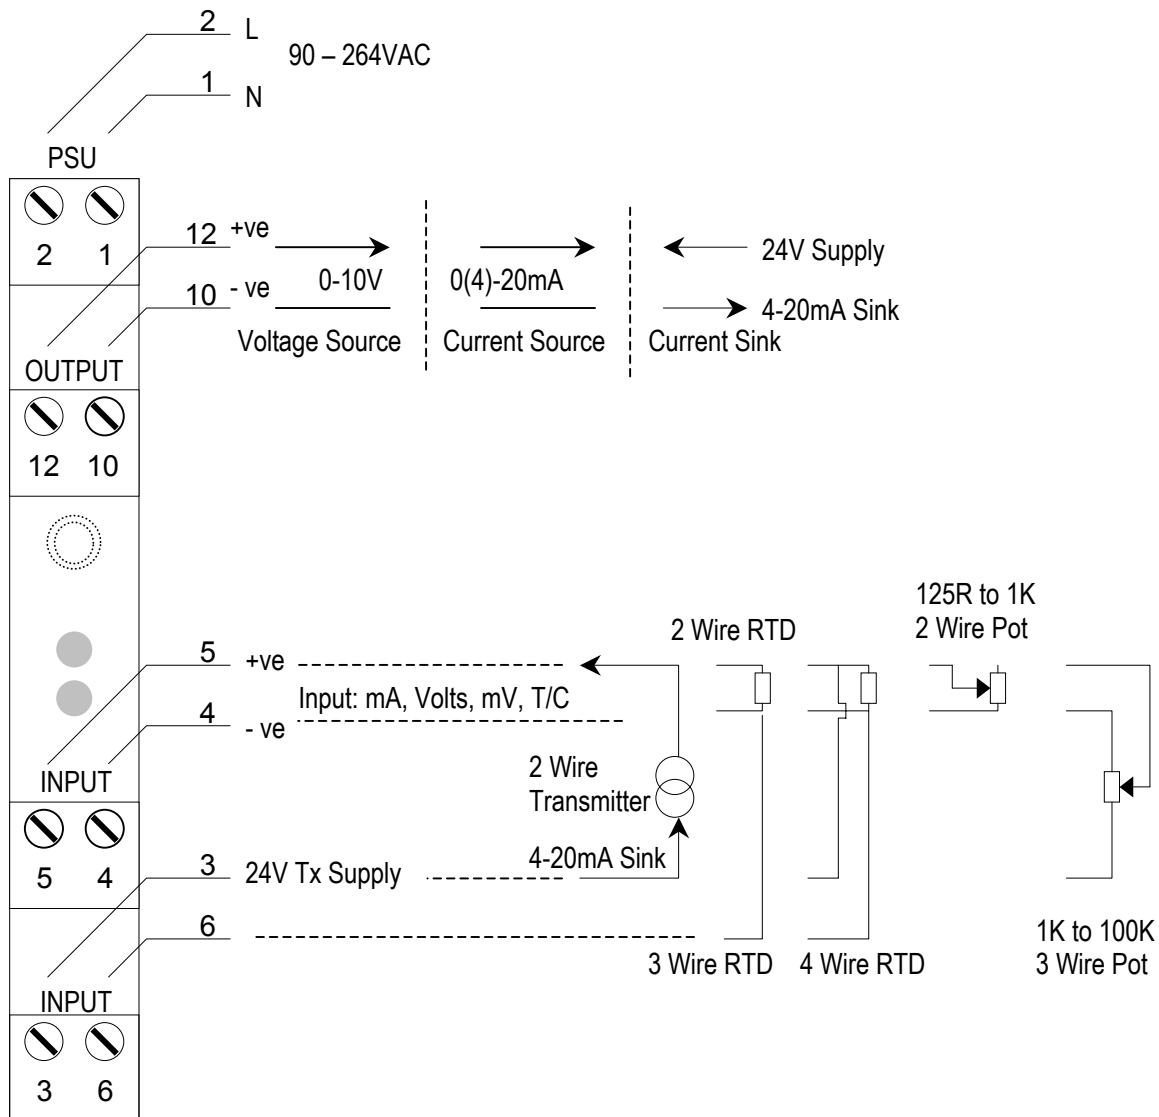 2 L
90 – 264VAC
1 N
PSU
2 1
12 +ve
24V Supply
0-10V 0(4)-20mA
10 - ve
4-20mA Sink
Voltage Source Current Source Current Sink
OUTPUT
12 10
125R to 1K
2 Wire RTD 2 Wire Pot
5 +ve
Input: mA, Volts, mV, T/C
4 - ve
INPUT
2 Wire
Transmitter
4-20mA Sink
5 4
3 24V Tx Supply
6
1K to 100K
3 Wire RTD 4 Wire RTD 3 Wire Pot
INPUT
3 6